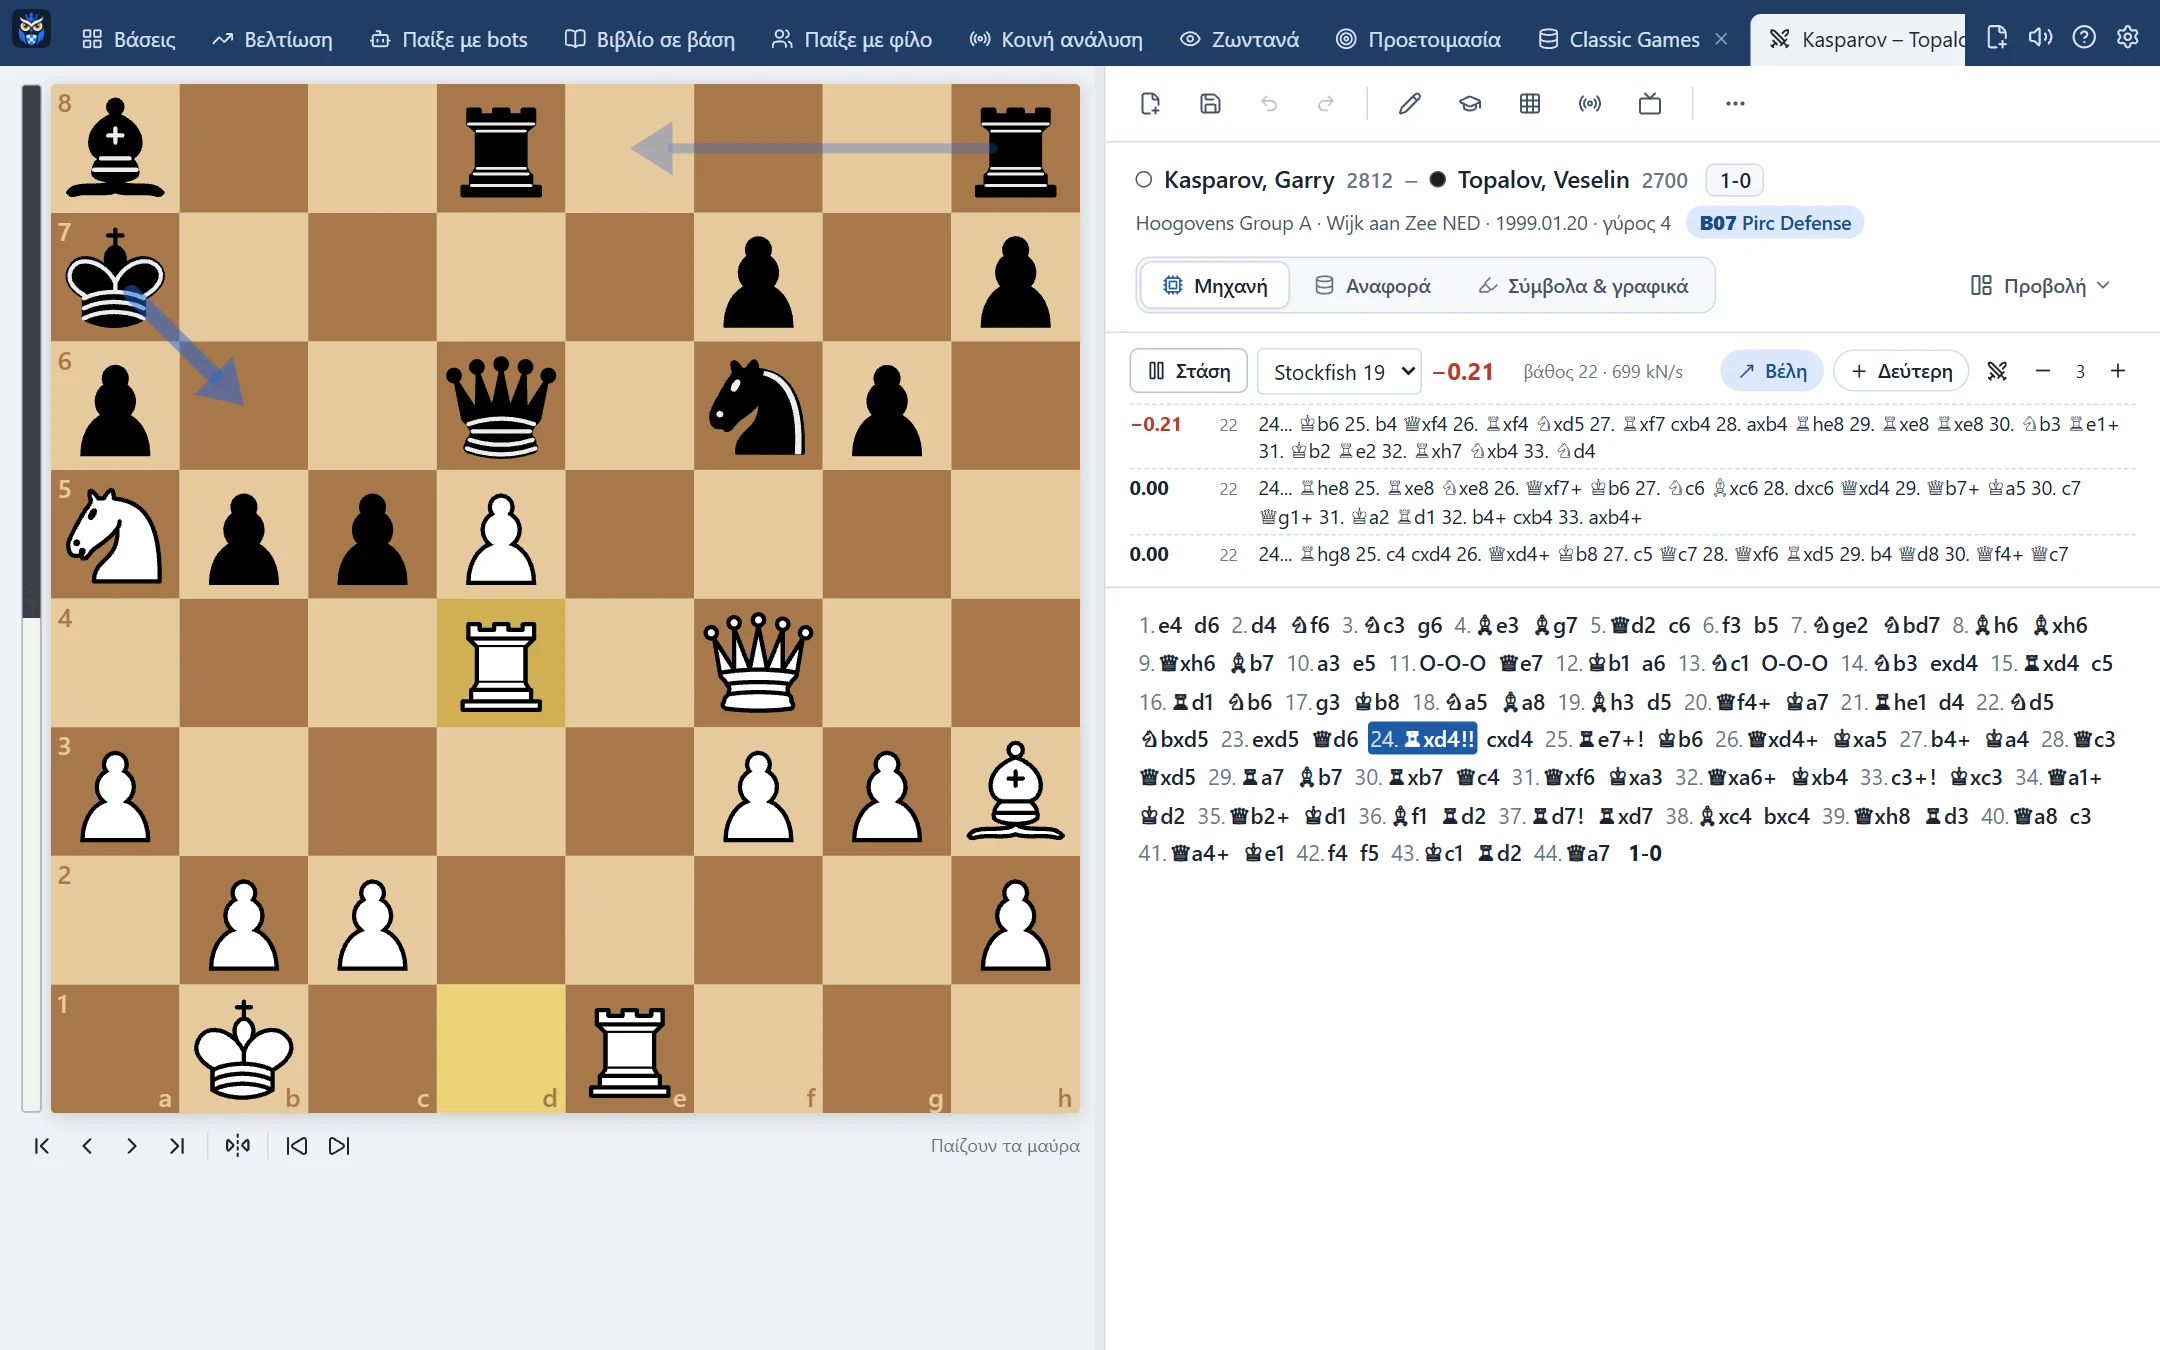 Βάσεις Βελτίωση Παίξε με bots Βιβλίο σε βάση Παίξε με φίλο Κοινή ανάλυση Ζωντανά Προετοιμασία Classic Games × Kasparov – Topalo
Kasparov, Garry 2812 – Topalov, Veselin 2700 1-0
Hoogovens Group A · Wijk aan Zee NED · 1999.01.20 · γύρος 4 B07 Pirc Defense
Μηχανή Αναφορά Σύμβολα & γραφικά Προβολή
Στάση Stockfish 19 −0.21 βάθος 22 · 699 kN/s Βέλη + Δεύτερη − 3 +
−0.21 22 24... ♔b6 25. b4 ♕xf4 26. ♖xf4 ♘xd5 27. ♖xf7 cxb4 28. axb4 ♖he8 29. ♖xe8 ♖xe8 30. ♘b3 ♖e1+
31. ♔b2 ♖e2 32. ♖xh7 ♘xb4 33. ♘d4
0.00 22 24... ♖he8 25. ♖xe8 ♘xe8 26. ♕xf7+ ♔b6 27. ♘c6 ♗xc6 28. dxc6 ♕xd4 29. ♕b7+ ♔a5 30. c7
♕g1+ 31. ♔a2 ♖d1 32. b4+ cxb4 33. axb4+
0.00 22 24... ♖hg8 25. c4 cxd4 26. ♕xd4+ ♔b8 27. c5 ♕c7 28. ♕xf6 ♖xd5 29. b4 ♕d8 30. ♕f4+ ♕c7
1. e4 d6 2. d4 ♘f6 3. ♘c3 g6 4. ♗e3 ♗g7 5. ♕d2 c6 6. f3 b5 7. ♘ge2 ♘bd7 8. ♗h6 ♗xh6
9. ♕xh6 ♗b7 10. a3 e5 11. O-O-O ♕e7 12. ♔b1 a6 13. ♘c1 O-O-O 14. ♘b3 exd4 15. ♖xd4 c5
16. ♖d1 ♘b6 17. g3 ♔b8 18. ♘a5 ♗a8 19. ♗h3 d5 20. ♕f4+ ♔a7 21. ♖he1 d4 22. ♘d5
♘bxd5 23. exd5 ♕d6 24. ♖xd4!! cxd4 25. ♖e7+! ♔b6 26. ♕xd4+ ♔xa5 27. b4+ ♔a4 28. ♕c3
♕xd5 29. ♖a7 ♗b7 30. ♖xb7 ♕c4 31. ♕xf6 ♔xa3 32. ♕xa6+ ♔xb4 33. c3+! ♔xc3 34. ♕a1+
♔d2 35. ♕b2+ ♔d1 36. ♗f1 ♖d2 37. ♖d7! ♖xd7 38. ♗xc4 bxc4 39. ♕xh8 ♖d3 40. ♕a8 c3
41. ♕a4+ ♔e1 42. f4 f5 43. ♔c1 ♖d2 44. ♕a7 1-0
8
7
6
5
4
3
2
1
a b c d e f g h
Παίζουν τα μαύρα